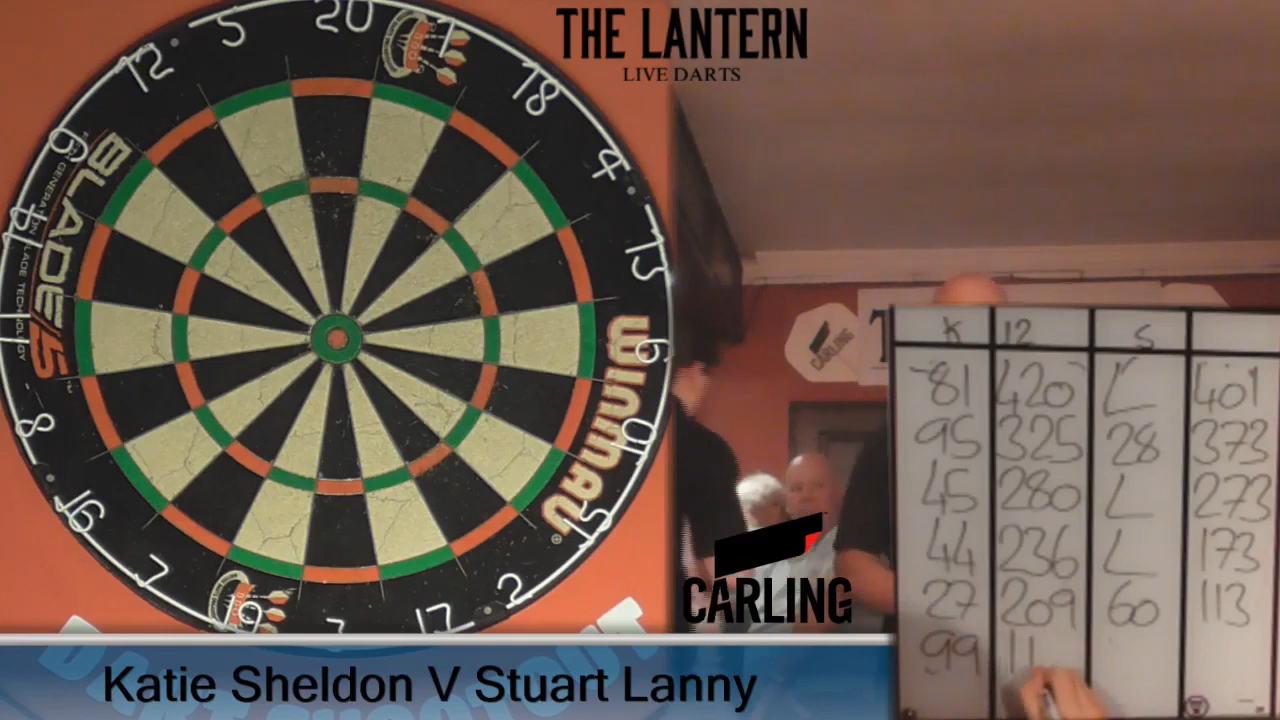 THE LANTERN
LIVE DARTS
20
1
18
4
13
6
10
15
2
17
3
19
7
16
8
9
12
5
BLADE 5
WINMAU
CARLING
CARLING
K 12 S
81 420 L 401
95 325 28 373
45 280 L 273
44 236 L 173
27 209 60 113
99 11
Katie Sheldon V Stuart Lanny